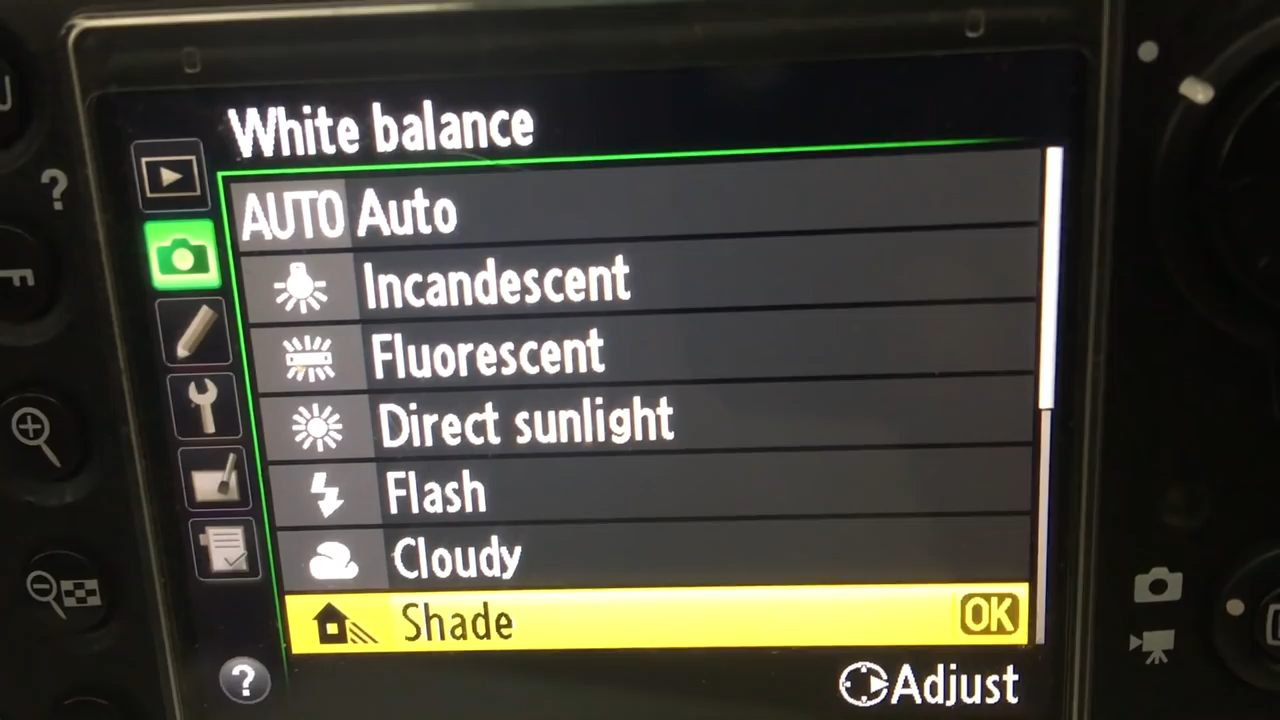 White balance
AUTO Auto
Incandescent
Fluorescent
Direct sunlight
Flash
Cloudy
Shade OK
? Adjust
?